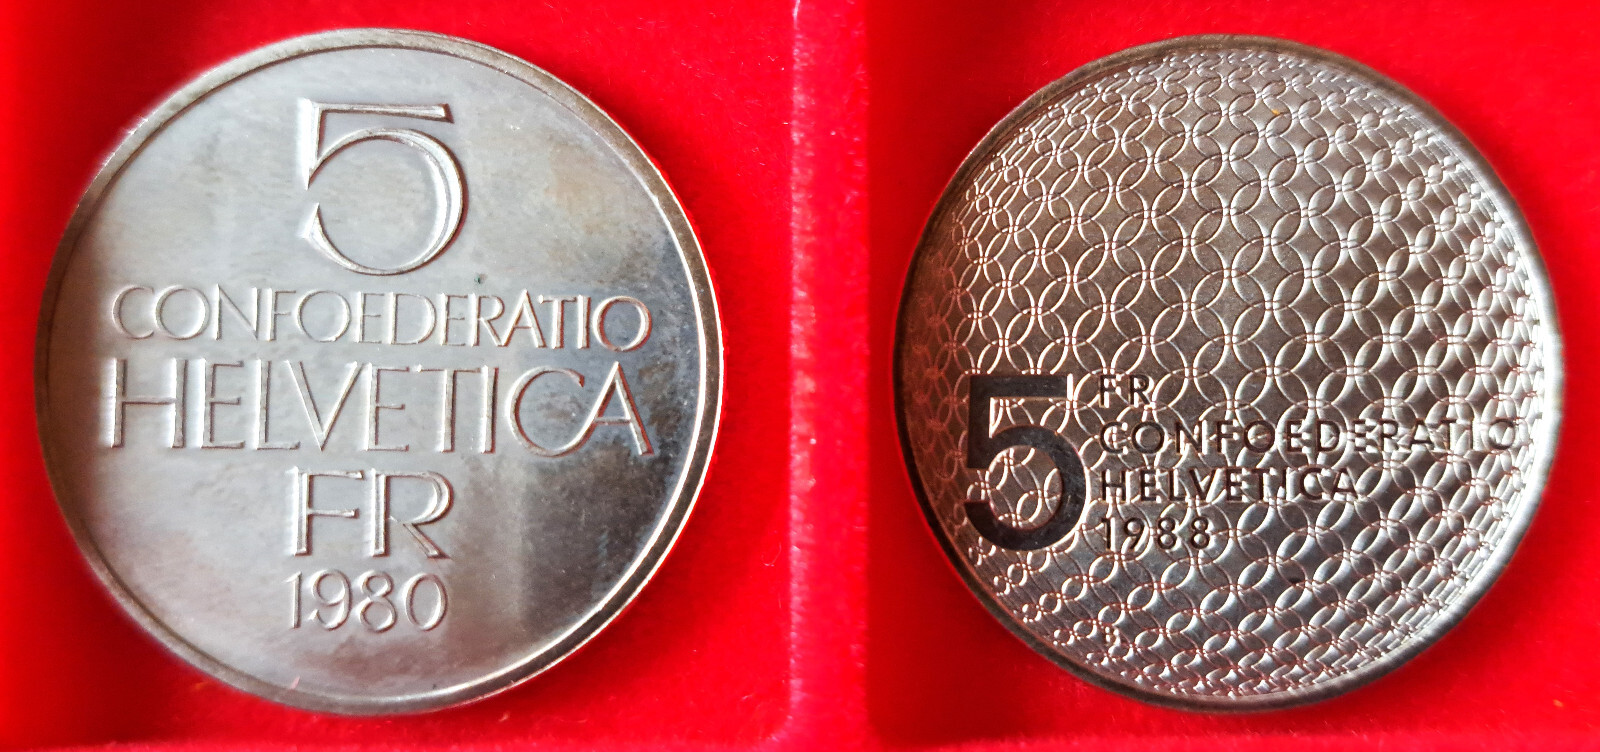 5
CONFOEDERATIO
HELVETICA
FR
1980
5
FR
CONFOEDERATIO
HELVETICA
1988
B